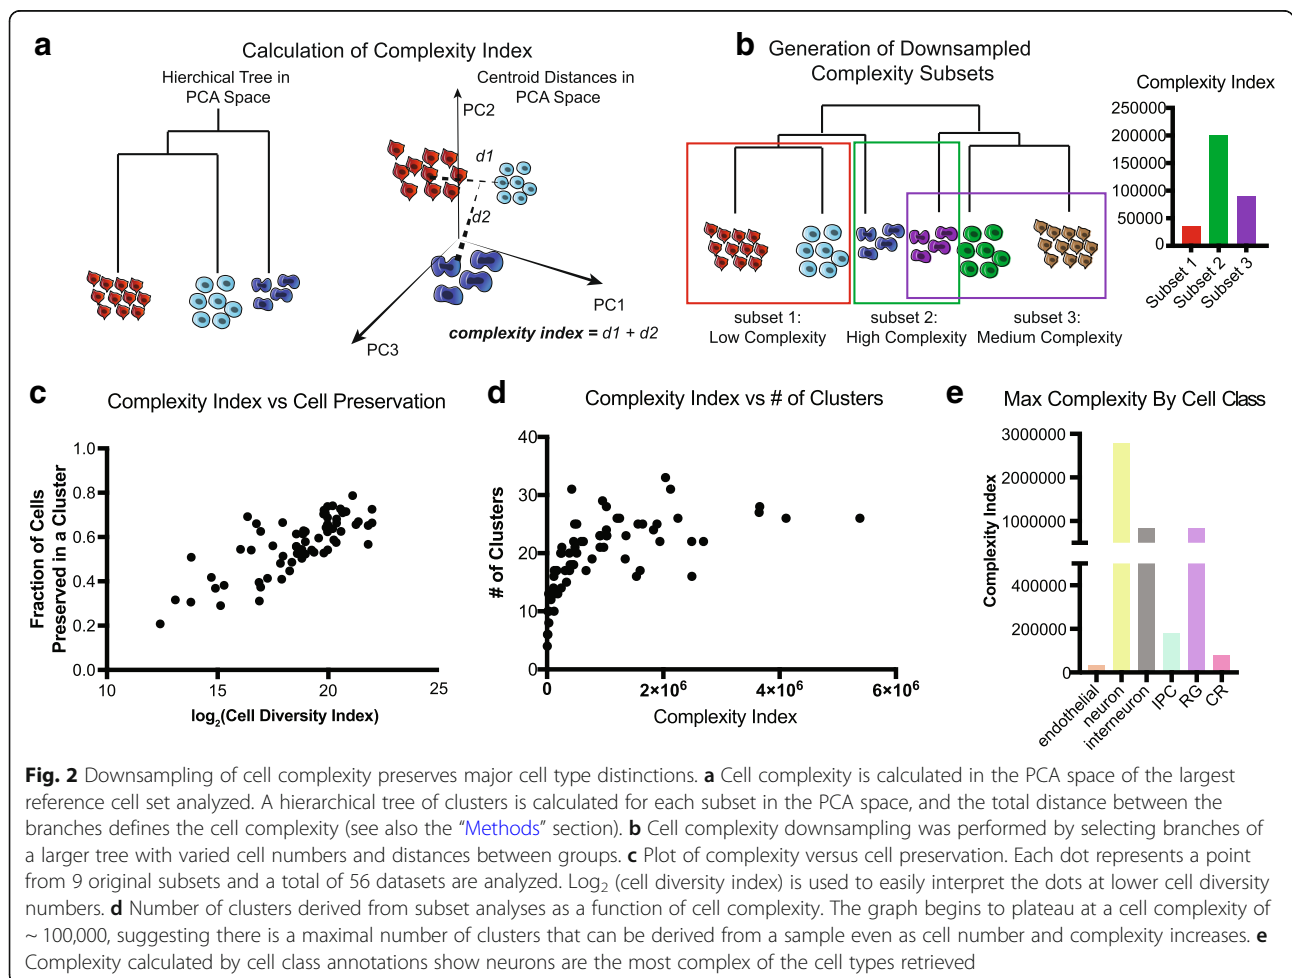 a
Calculation of Complexity Index
Hierchical Tree in
PCA Space
Centroid Distances in
PCA Space
PC2
d1
d2
PC1
PC3
complexity index = d1 + d2
b
Generation of Downsampled
Complexity Subsets
subset 1:
Low Complexity
subset 2:
High Complexity
subset 3:
Medium Complexity
Complexity Index
250000
200000
150000
100000
50000
0
Subset 1
Subset 2
Subset 3
c
Complexity Index vs Cell Preservation
Fraction of Cells
Preserved in a Cluster
1.0
0.8
0.6
0.4
0.2
0.0
10
15
20
25
log2(Cell Diversity Index)
d
Complexity Index vs # of Clusters
# of Clusters
40
30
20
10
0
0
2×10⁶
4×10⁶
6×10⁶
Complexity Index
e
Max Complexity By Cell Class
Complexity Index
3000000
2000000
1000000
400000
200000
0
endothelial
neuron
interneuron
IPC
RG
CR
Fig. 2 Downsampling of cell complexity preserves major cell type distinctions. a Cell complexity is calculated in the PCA space of the largest
reference cell set analyzed. A hierarchical tree of clusters is calculated for each subset in the PCA space, and the total distance between the
branches defines the cell complexity (see also the “Methods” section). b Cell complexity downsampling was performed by selecting branches of
a larger tree with varied cell numbers and distances between groups. c Plot of complexity versus cell preservation. Each dot represents a point
from 9 original subsets and a total of 56 datasets are analyzed. Log2 (cell diversity index) is used to easily interpret the dots at lower cell diversity
numbers. d Number of clusters derived from subset analyses as a function of cell complexity. The graph begins to plateau at a cell complexity of
~ 100,000, suggesting there is a maximal number of clusters that can be derived from a sample even as cell number and complexity increases. e
Complexity calculated by cell class annotations show neurons are the most complex of the cell types retrieved